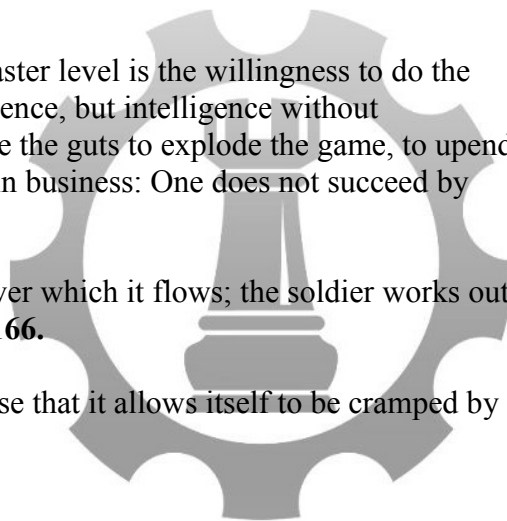 aster level is the willingness to do the
ence, but intelligence without
e the guts to explode the game, to upend
in business: One does not succeed by
ver which it flows; the soldier works out
166.
se that it allows itself to be cramped by